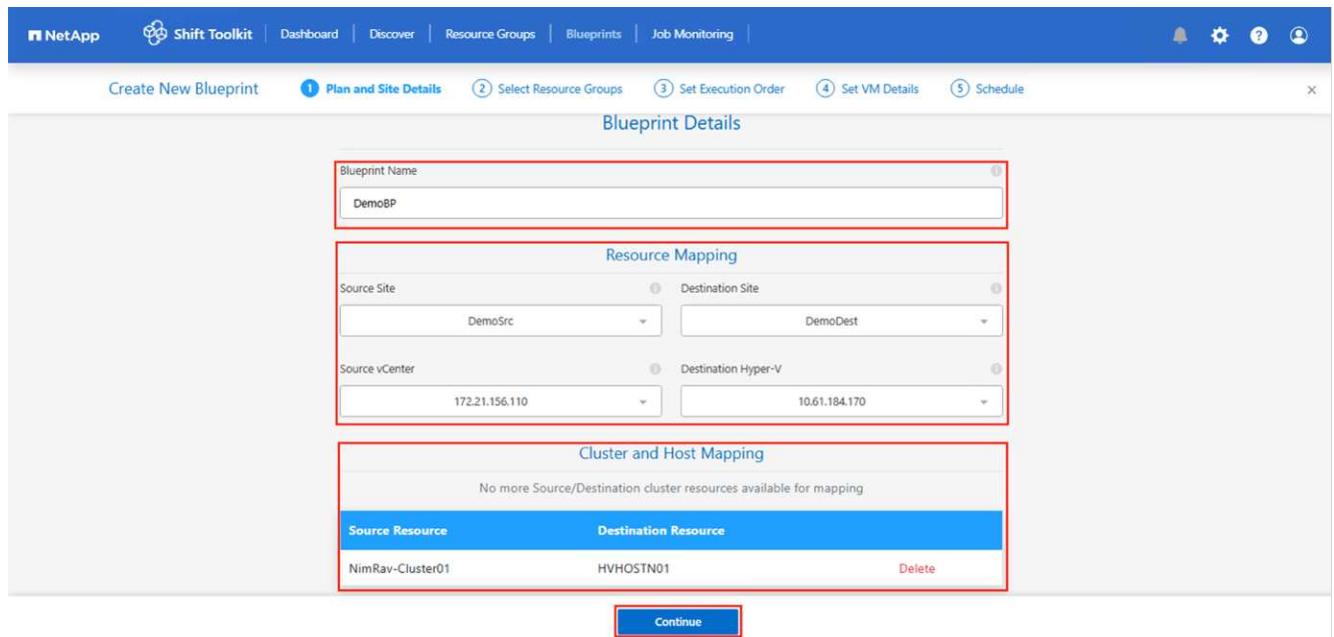 NetApp Shift Toolkit Dashboard Discover Resource Groups Blueprints Job Monitoring ?
Create New Blueprint 1 Plan and Site Details 2 Select Resource Groups 3 Set Execution Order 4 Set VM Details 5 Schedule ×
Blueprint Details
Blueprint Name
DemoBP
Resource Mapping
Source Site Destination Site
DemoSrc DemoDest
Source vCenter Destination Hyper-V
172.21.156.110 10.61.184.170
Cluster and Host Mapping
No more Source/Destination cluster resources available for mapping
Source Resource Destination Resource
NimRav-Cluster01 HVHOSTN01 Delete
Continue